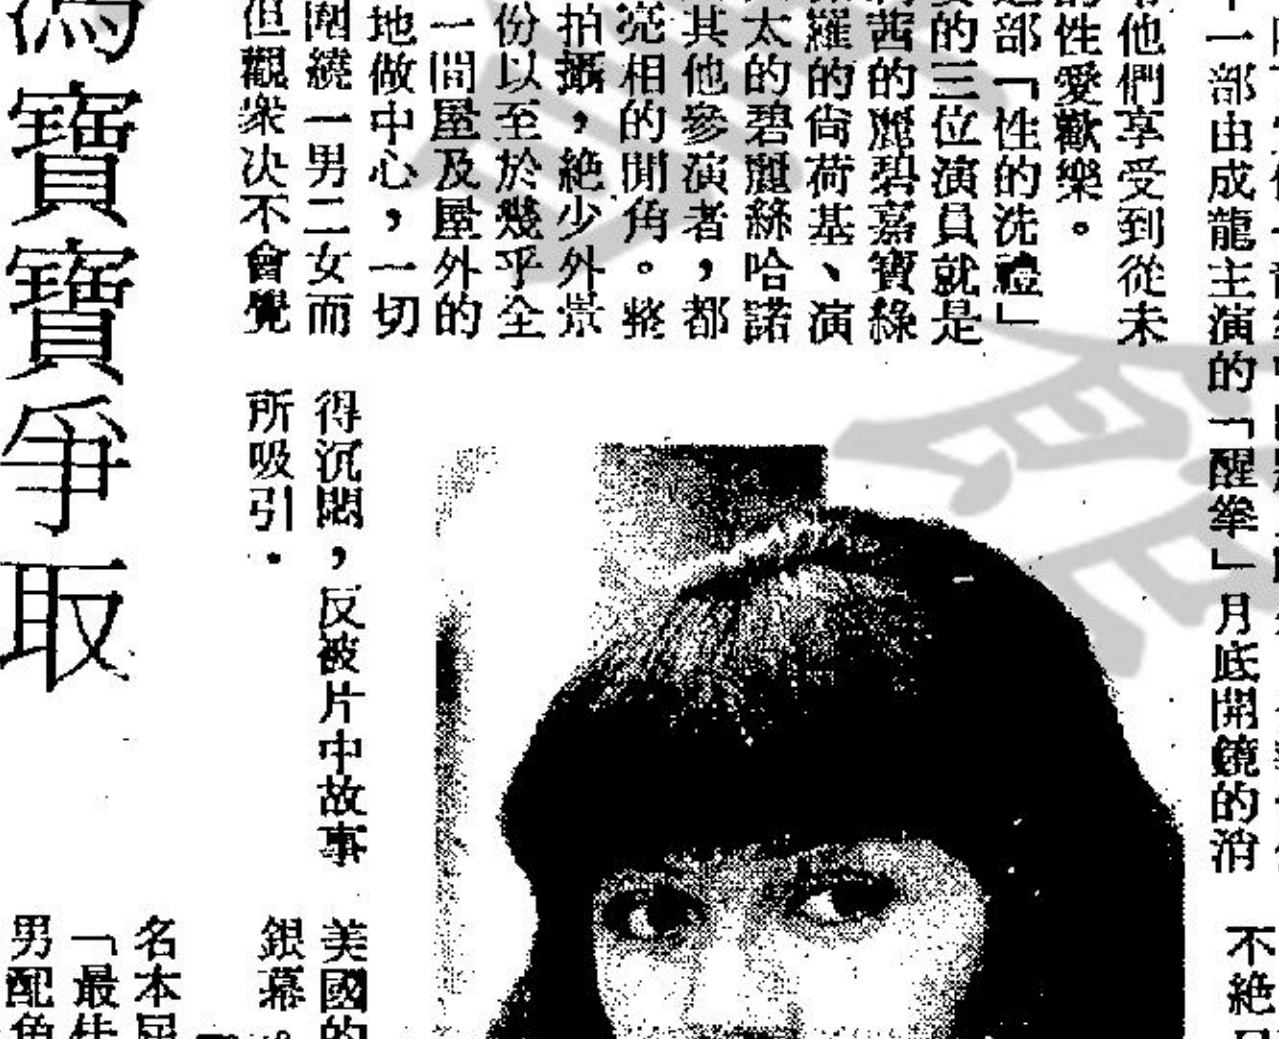 一部由成龍主演的「醒拳」月底開鏡的消
不絕
他們享受到從未
性愛歡樂。
部「性的洗禮」
的三位演員就是
茜的麗碧嘉寶綠
羅的尙荷基、演
太的碧麗絲哈諾
其他參演者，都
亮相的閒角。整
拍攝，絕少外景
份以至於幾乎全
一間屋及屋外的
地做中心，一切
圍繞一男二女而
但觀衆決不會覺
得沉悶，反被片中故事
所吸引．
美國的
銀幕
名本屆
「最佳
男配角
寶寶爭取